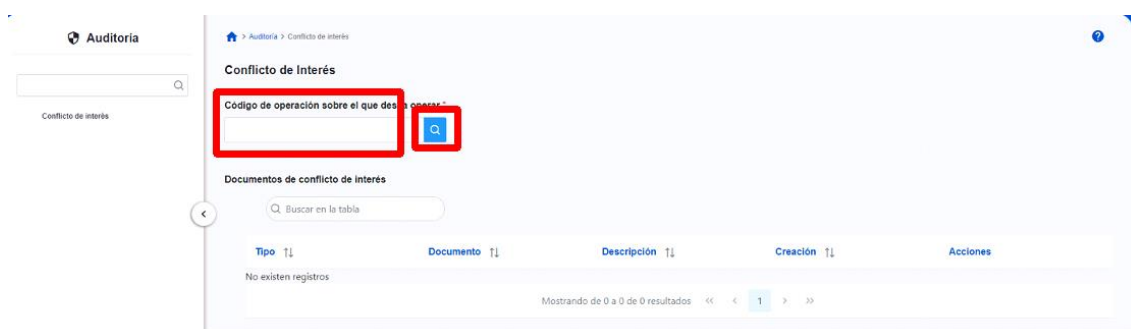 Auditoria
> Auditoría > Conflicto de interés
Conflicto de Interés
Código de operación sobre el que desea operar *
Conflicto de interés
Documentos de conflicto de interés
Buscar en la tabla
Tipo Documento Descripción Creación Acciones
No existen registros
Mostrando de 0 a 0 de 0 resultados << < 1 > >>